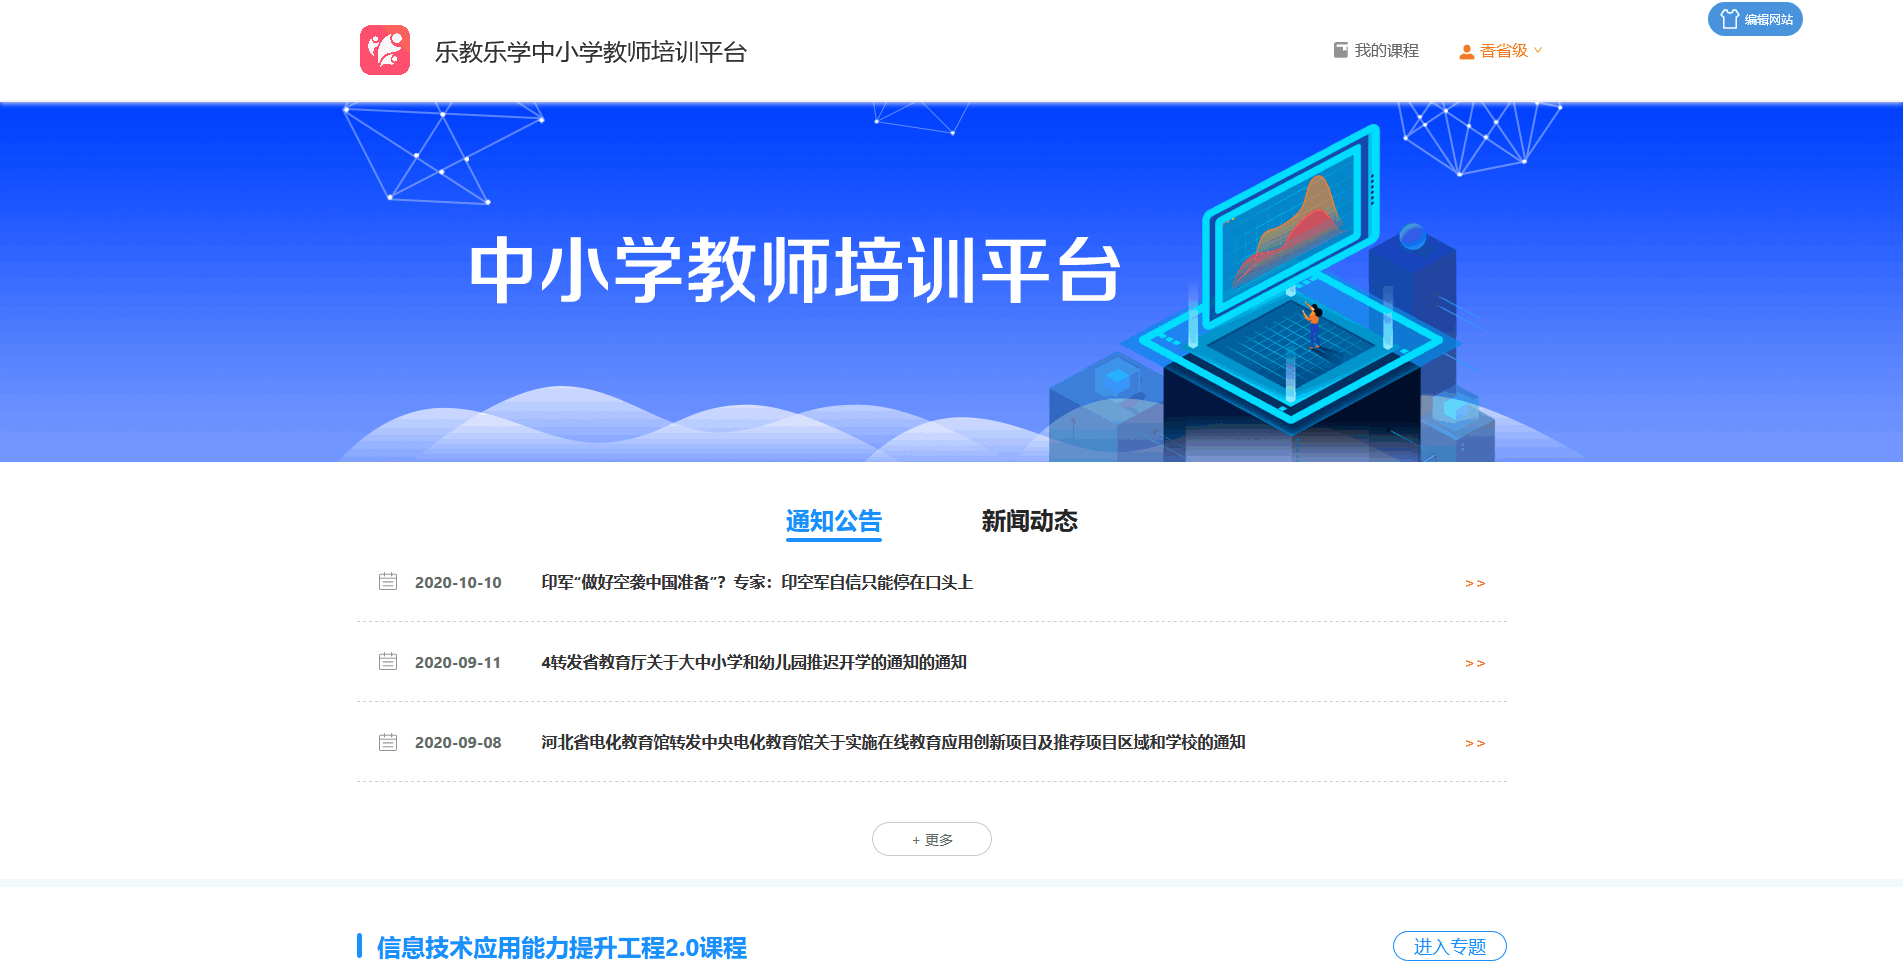 乐教乐学中小学教师培训平台
我的课程
香省级
编辑网站
中小学教师培训平台
通知公告
新闻动态
2020-10-10 印军“做好空袭中国准备”？专家：印空军自信只能停在口头上 >>
2020-09-11 4转发省教育厅关于大中小学和幼儿园推迟开学的通知的通知 >>
2020-09-08 河北省电化教育馆转发中央电化教育馆关于实施在线教育应用创新项目及推荐项目区域和学校的通知 >>
+ 更多
信息技术应用能力提升工程2.0课程
进入专题